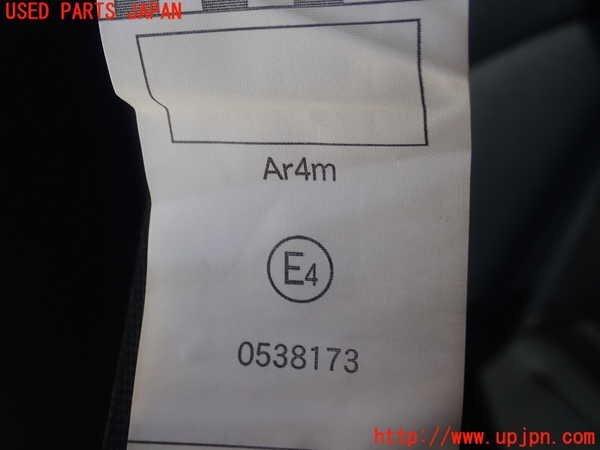 USED PARTS JAPAN
Ar4m
E4
0538173
http://www.upjpn.com/